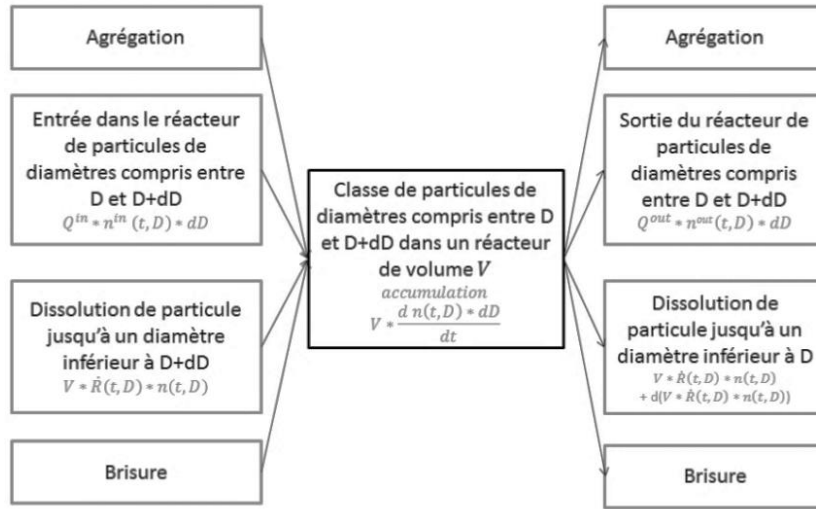 Agrégation
Entrée dans le réacteur
de particules de
diamètres compris entre
D et D+dD
Q^{in} * n^{in} (t, D) * dD
Dissolution de particule
jusqu'à un diamètre
inférieur à D+dD
V * Ṙ(t, D) * n(t, D)
Brisure
Classe de particules de
diamètres compris entre D
et D+dD dans un réacteur
de volume V
accumulation
V * \frac{d n(t, D) * dD}{dt}
Agrégation
Sortie du réacteur de
particules de
diamètres compris
entre D et D+dD
Q^{out} * n^{out}(t, D) * dD
Dissolution de
particule jusqu'à un
diamètre inférieur à D
V * Ṙ(t, D) * n(t, D)
+ d(V * Ṙ(t, D) * n(t, D))
Brisure